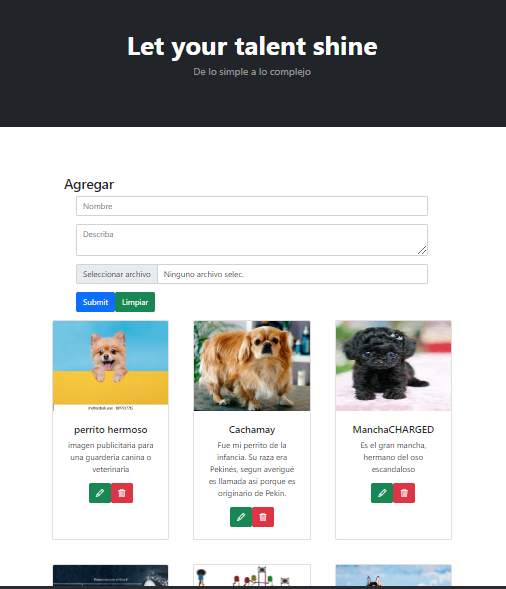 Let your talent shine
De lo simple a lo complejo
Agregar
Nombre
Describa
Seleccionar archivo Ninguno archivo selec.
Submit Limpiar
perrito hermoso
imagen publicitaria para
una guarderia canina o
veterinaria
Cachamay
Fue mi perrito de la
infancia. Su raza era
Pekinés, segun averigué
es llamada asi porque es
originario de Pekin.
ManchaCHARGED
Es el gran mancha,
hermano del oso
escandaloso